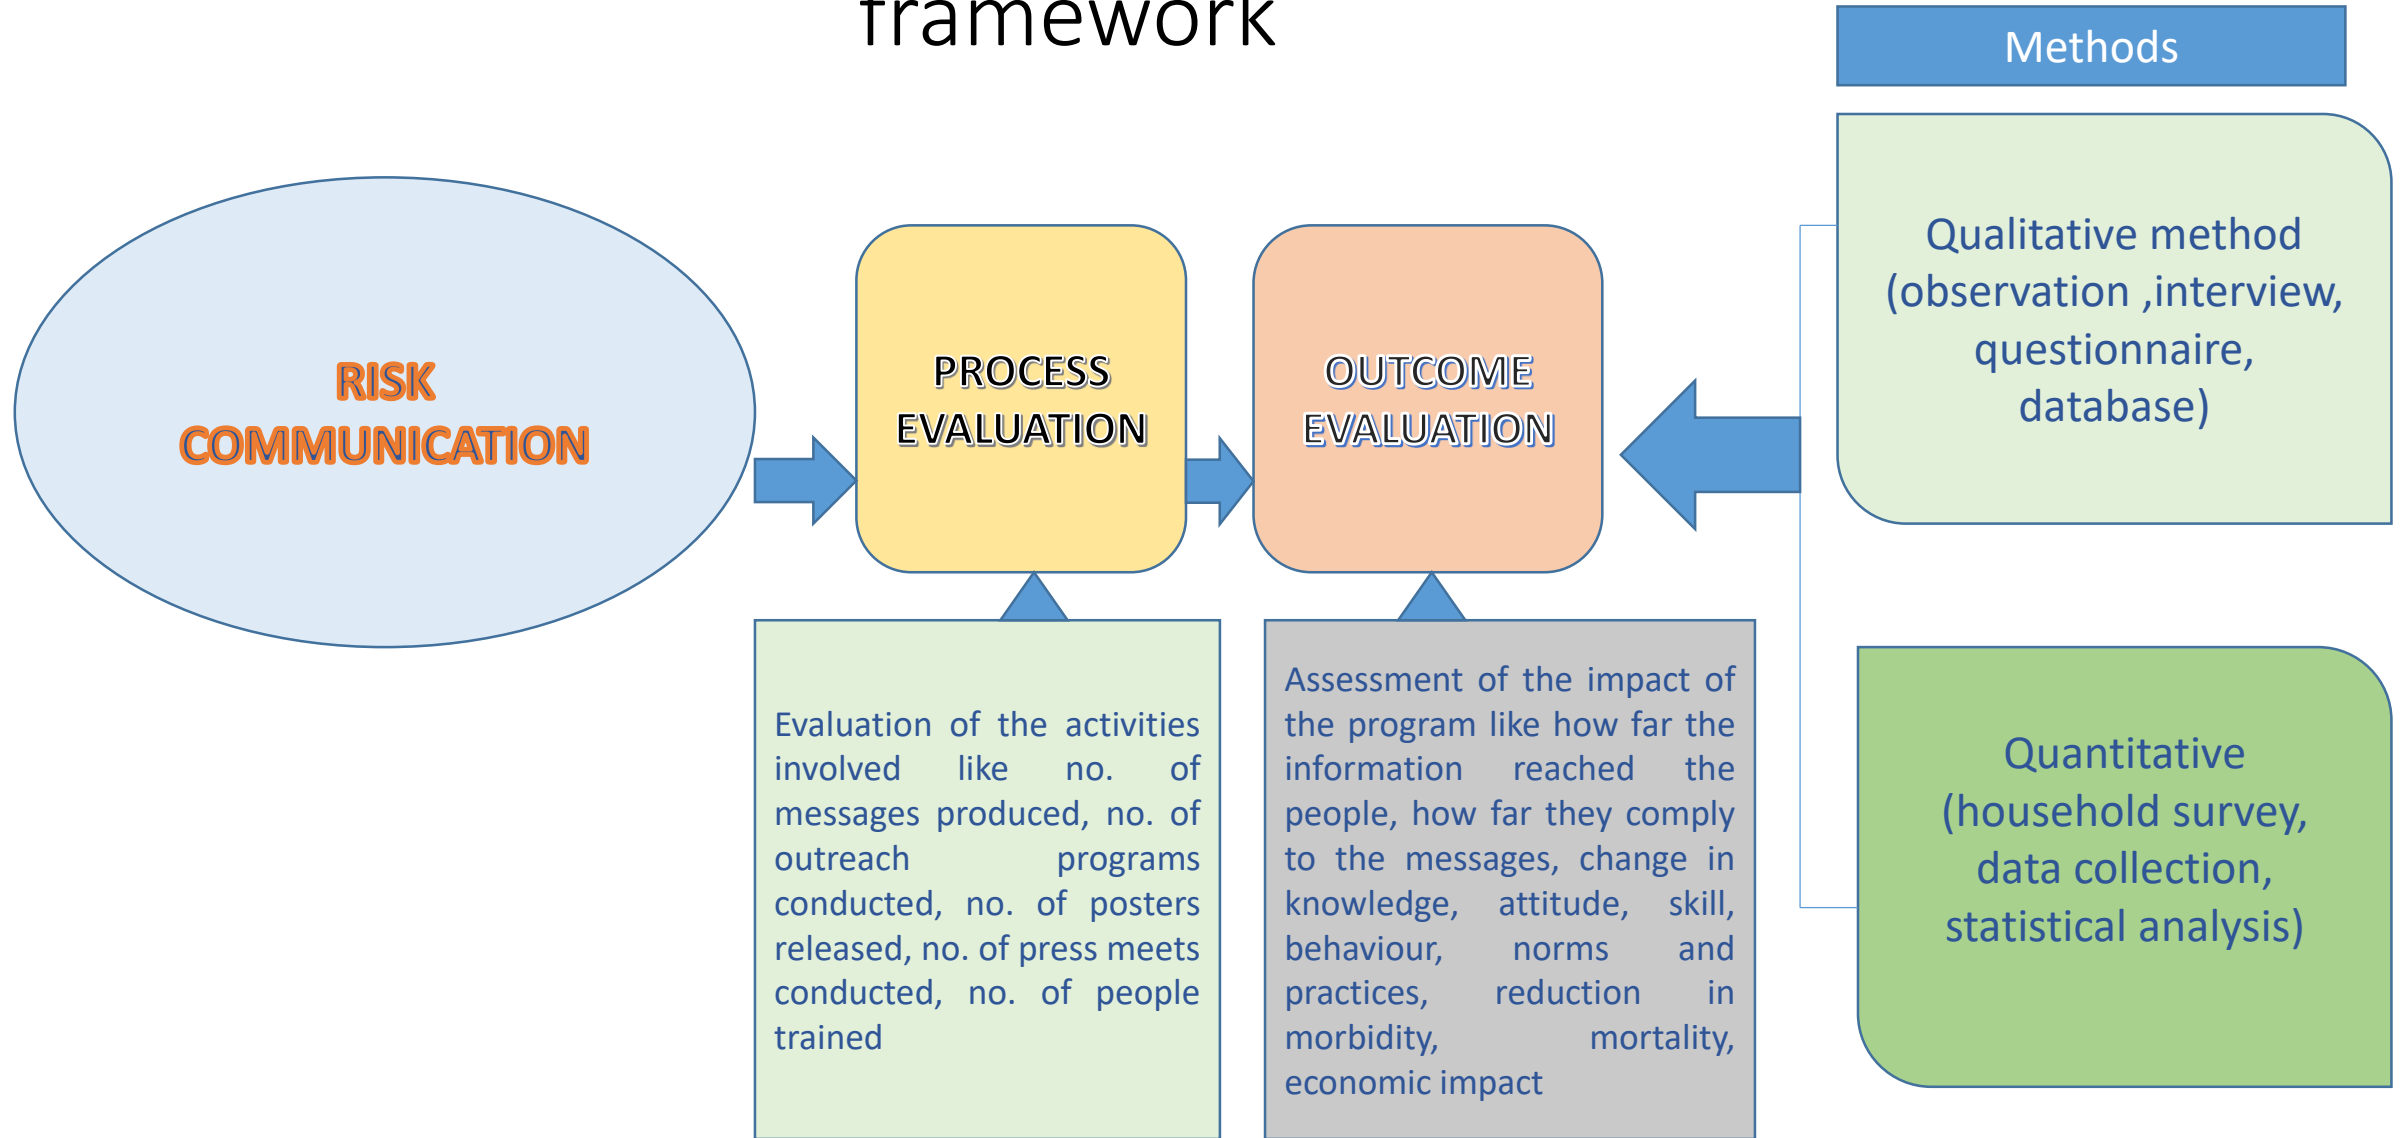 framework
Methods
RISK
COMMUNICATION
PROCESS
EVALUATION
OUTCOME
EVALUATION
Qualitative method
(observation ,interview,
questionnaire,
database)
Evaluation of the activities
involved like no. of
messages produced, no. of
outreach programs
conducted, no. of posters
released, no. of press meets
conducted, no. of people
trained
Assessment of the impact of
the program like how far the
information reached the
people, how far they comply
to the messages, change in
knowledge, attitude, skill,
behaviour, norms and
practices, reduction in
morbidity, mortality,
economic impact
Quantitative
(household survey,
data collection,
statistical analysis)